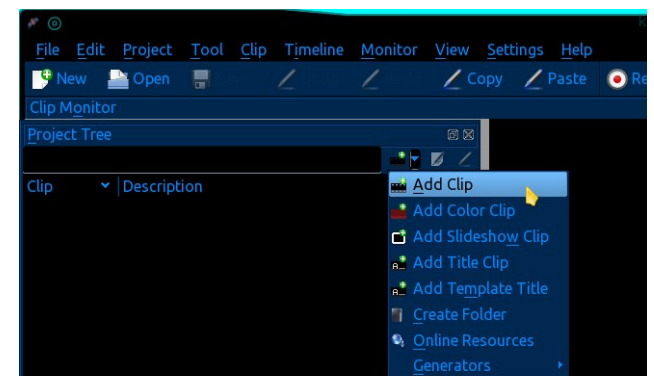 File Edit Project Tool Clip Timeline Monitor View Settings Help
New Open Copy Paste Re
Clip Monitor
Project Tree
Clip Description
Add Clip
Add Color Clip
Add Slideshow Clip
Add Title Clip
Add Template Title
Create Folder
Online Resources
Generators